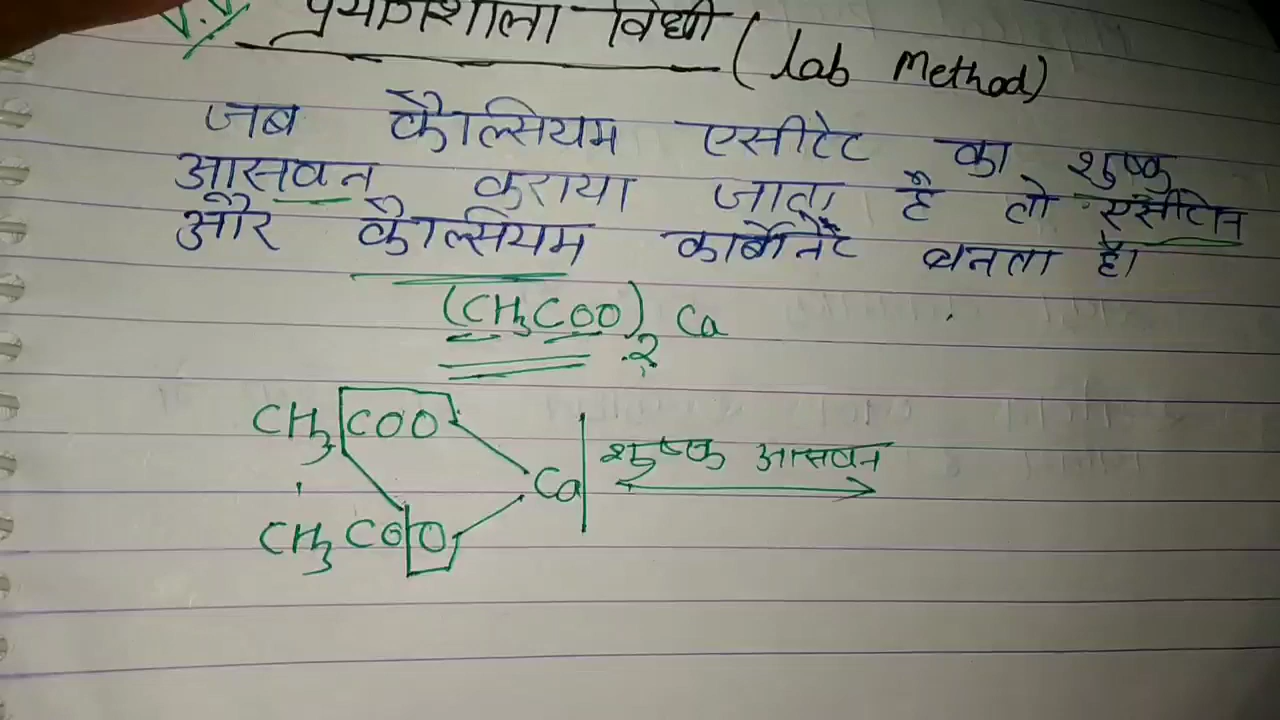 V.V
प्रयोगशाला विधी (lab Method)
जब कैल्सियम एसीटेट का शुष्क
आसवन कराया जाता है तो एसीटोन
और कैल्सियम कार्बोनेट बनता है।
(CH3COO)2 Ca
CH3COO
Ca शुष्क आसवन
CH3COO